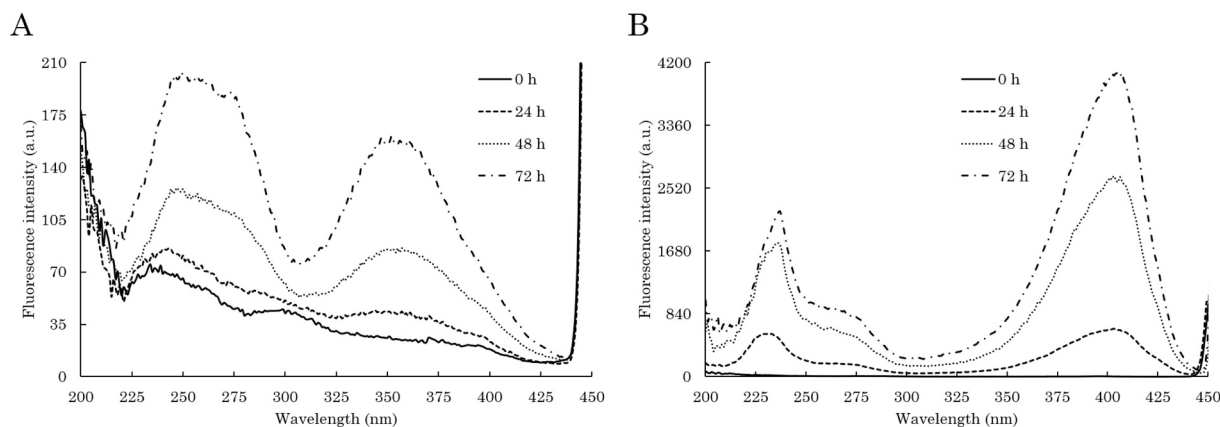 A
Fluorescence intensity (a.u.)
210
175
140
105
70
35
0
0 h
24 h
48 h
72 h
200 225 250 275 300 325 350 375 400 425 450
Wavelength (nm)
B
Fluorescence intensity (a.u.)
4200
3360
2520
1680
840
0
0 h
24 h
48 h
72 h
200 225 250 275 300 325 350 375 400 425 450
Wavelength (nm)